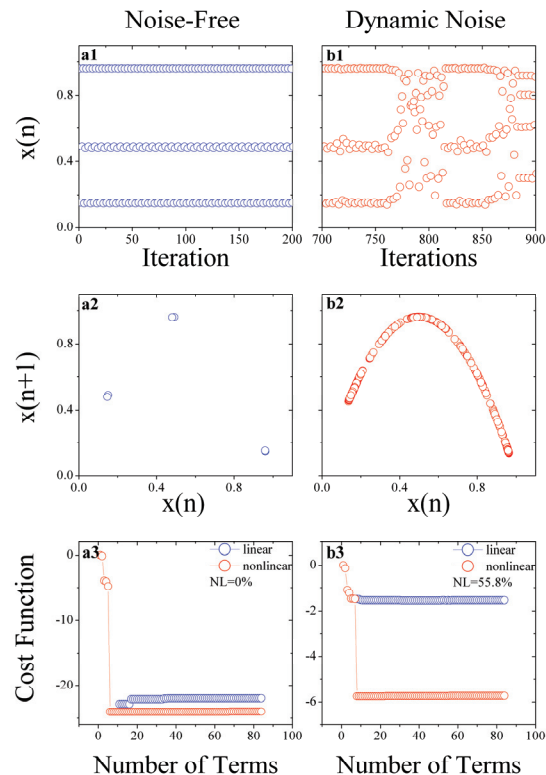 Noise-Free Dynamic Noise
a1 b1
x(n)
0.8
0.4
0.0
0 50 100 150 200
700 750 800 850 900
Iteration Iterations
a2 b2
x(n+1)
0.8
0.4
0.0
0.0 0.4 0.8
0.0 0.4 0.8
x(n) x(n)
a3 b3
Cost Function
0
-10
-20
linear
nonlinear
NL=0%
0
-2
-4
-6
linear
nonlinear
NL=55.8%
0 20 40 60 80 100
0 20 40 60 80 100
Number of Terms Number of Terms